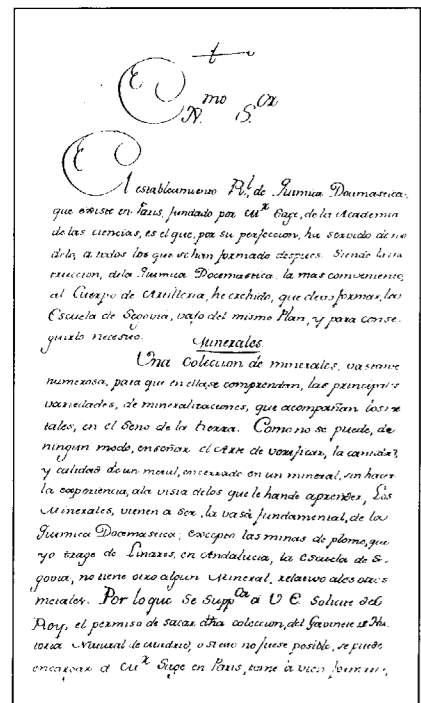 t
Exmo Sor
N. S.
El establecimiento Rl. de Quimica Docimastica,
que existe en Paris, fundado por Mr Sage, de la Academia
de las ciencias, es el que, por su perfeccion, ha servido de mo
delo, a todos los que se han formado despues. Siendo la ins
truccion, dela Quimica Docemastica, la mas conveniente,
al Cuerpo de Artilleria, he crehido, que devo formar, la
Escuela de Segovia, vajo del mismo Plan, y para conse
guirlo necesito.
Minerales.
Una Coleccion de minerales, vastante
numerosa, para que en ella se comprendan, las principales
variedades, de mineralizaciones, que acompañan los me
tales, en el Seno de la tierra. Como no se puede, de
ningun modo, enseñar el Arte de verificar, la cantidad,
y calidad de un metal, encerrado en un mineral, sin hacer
la experiencia, ala vista delos que le hande aprender, Los
Minerales, vienen a ser, la vasa fundamental, de la
Quimica Docemastica; excepto las minas de plomo, que
yo trage de Linares, en Andalucia, la Escuela de Se
govia, no tiene otro algun Mineral, relativo alos otros
metales. Por lo que Se Suppca á V E. Solicite del
Rey, el permiso de sacar dha coleccion, del Gavinete de His
toria Natural de Madrid, o si esto no fuese posible, se puede
encargar a Mr Sage en Paris, tome á vien formar,